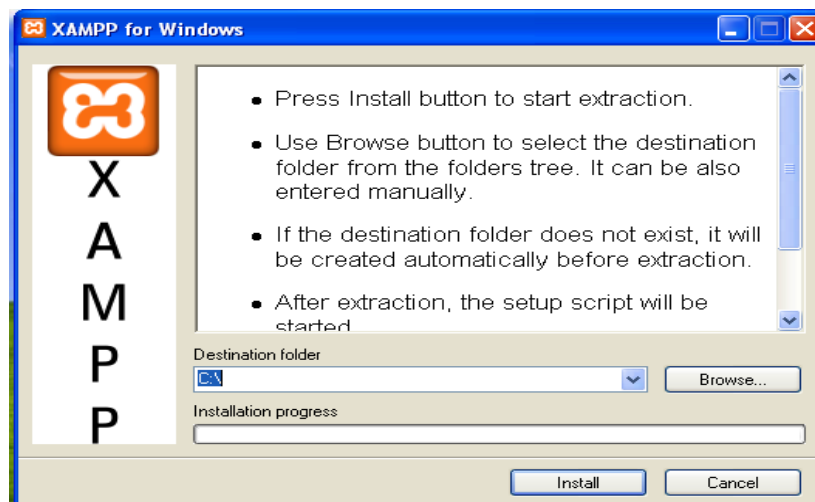 XAMPP for Windows
X
A
M
P
P
Press Install button to start extraction.
Use Browse button to select the destination
folder from the folders tree. It can be also
entered manually.
If the destination folder does not exist, it will
be created automatically before extraction.
After extraction, the setup script will be
started
Destination folder
C:\
Browse...
Installation progress
Install
Cancel